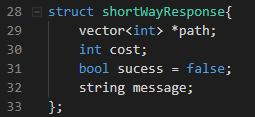 28 struct shortWayResponse{
29 vector<int> *path;
30 int cost;
31 bool sucess = false;
32 string message;
33 };